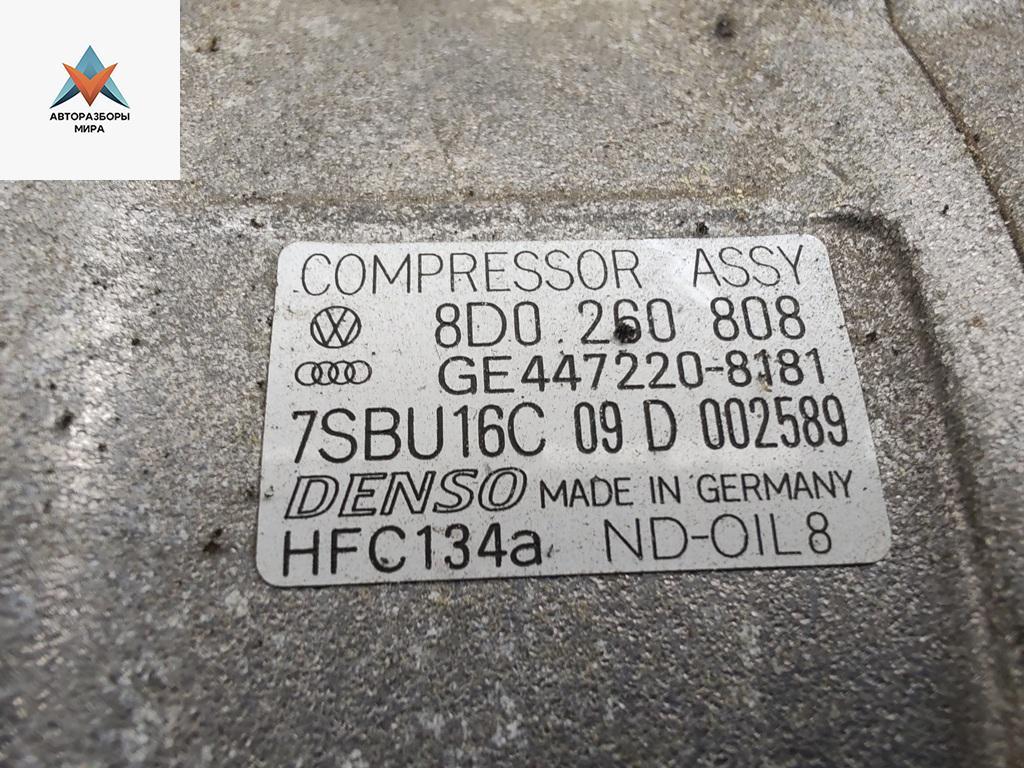 АВТОРАЗБОРЫ
МИРА
COMPRESSOR ASSY
8D0 260 808
GE447220-8181
7SBU16C 09 D 002589
DENSO MADE IN GERMANY
HFC134a ND-OIL8